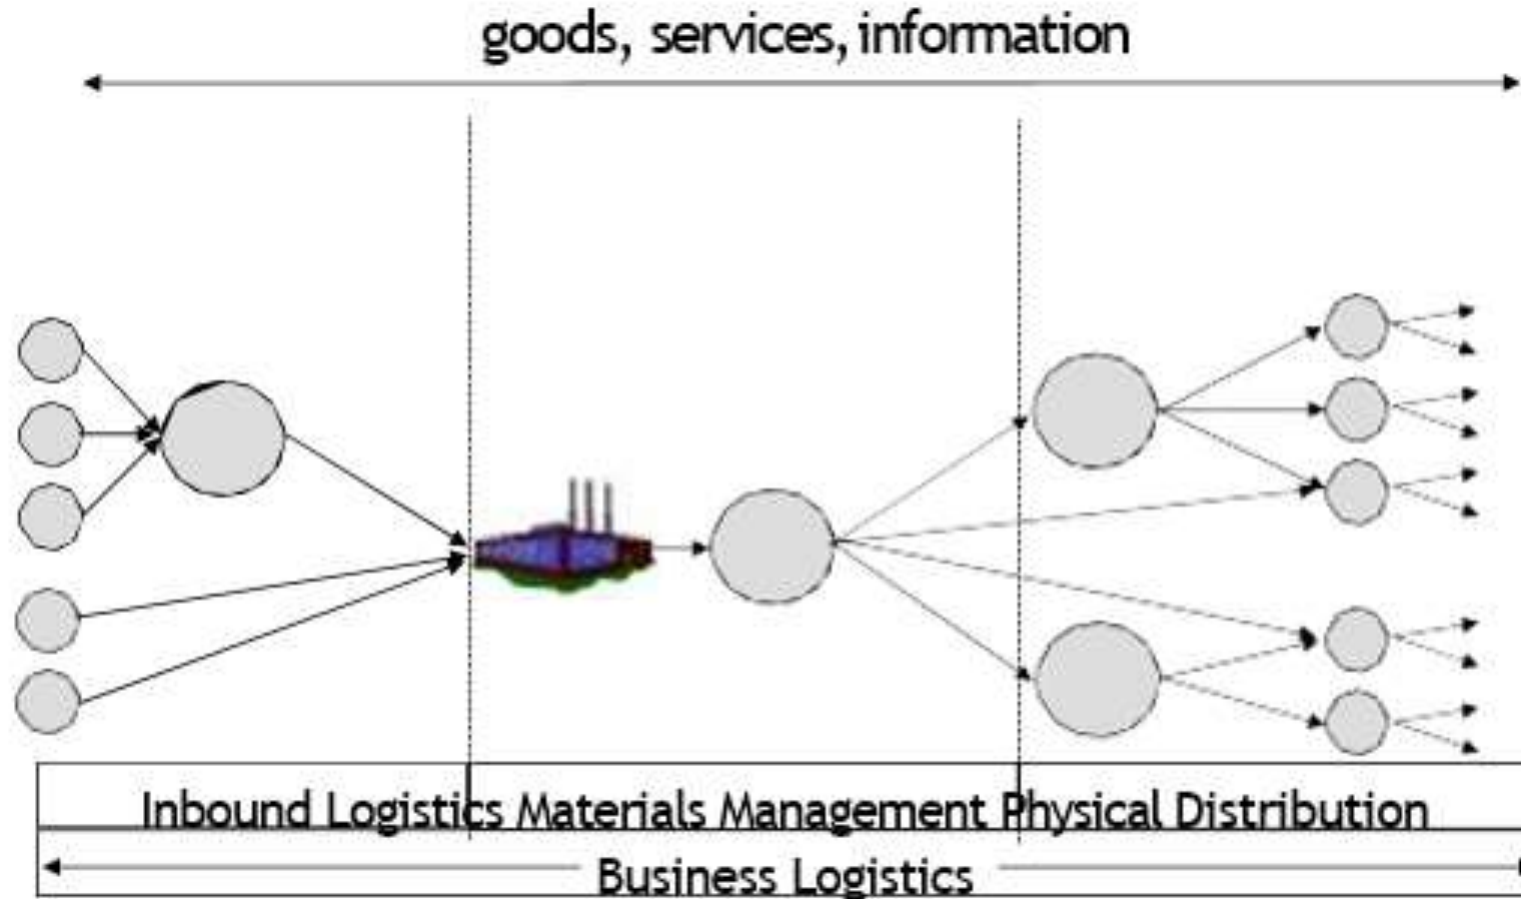 goods, services, information
Inbound Logistics Materials Management Physical Distribution
Business Logistics